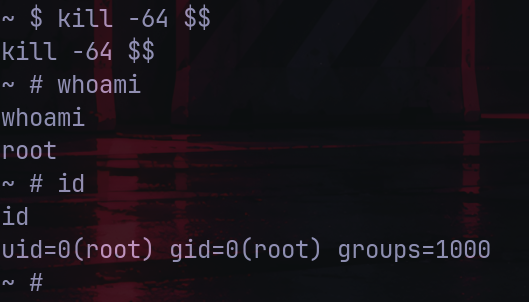 ~ $ kill -64 $$
kill -64 $$
~ # whoami
whoami
root
~ # id
id
uid=0(root) gid=0(root) groups=1000
~ #